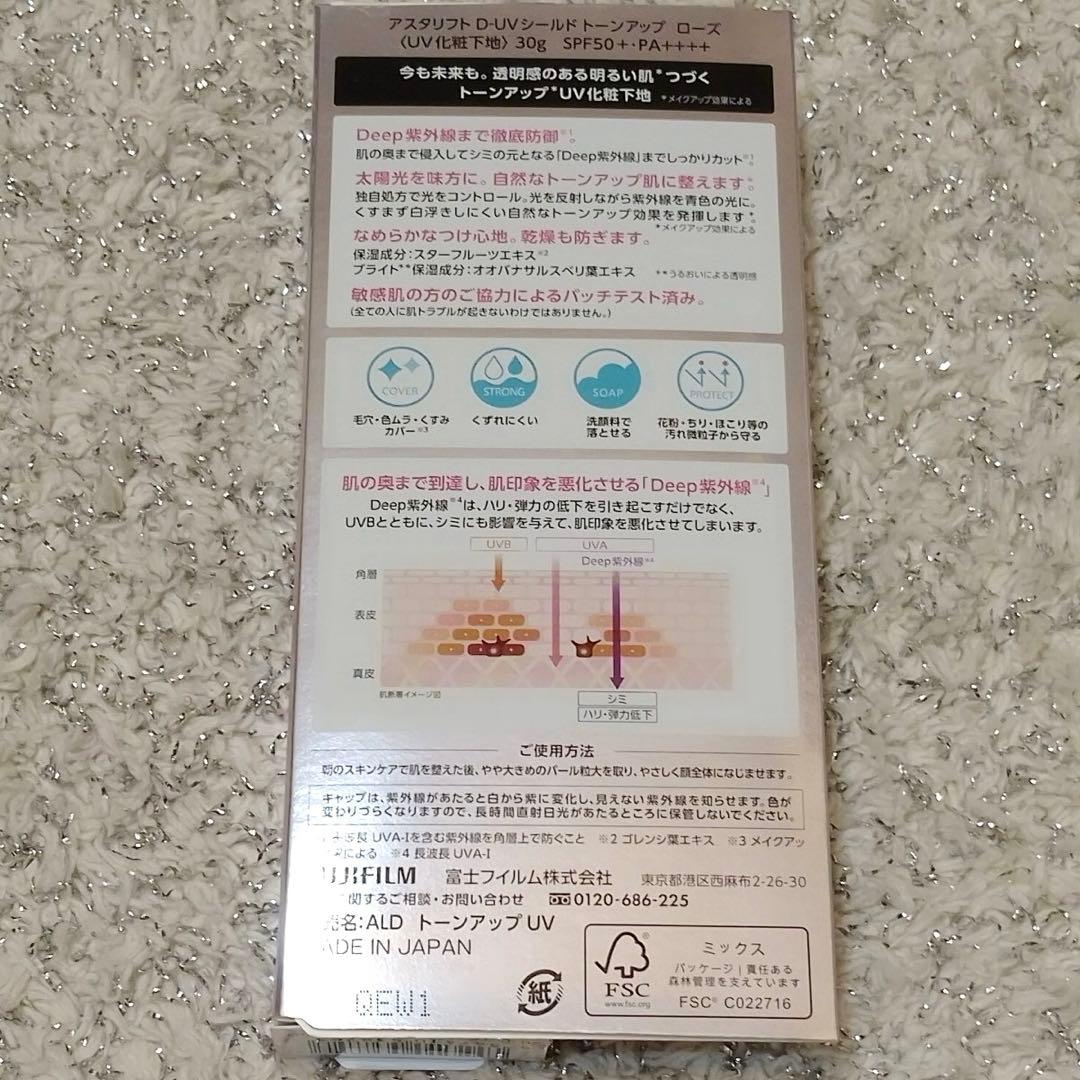 アスタリフト D-UVシールド トーンアップ ローズ
〈UV化粧下地〉30g SPF50+・PA++++
今も未来も。透明感のある明るい肌*つづく
トーンアップ*UV化粧下地 *メイクアップ効果による
Deep紫外線まで徹底防御※1。
肌の奥まで侵入してシミの元となる「Deep紫外線」までしっかりカット※1。
太陽光を味方に。自然なトーンアップ肌に整えます*。
独自処方で光をコントロール。光を反射しながら紫外線を青色の光に。
くすまず白浮きしにくい自然なトーンアップ効果を発揮します*。
*メイクアップ効果による
なめらかなつけ心地。乾燥も防ぎます。
保湿成分：スターフルーツエキス※2
ブライト**保湿成分：オオバナサルスベリ葉エキス **うるおいによる透明感
敏感肌の方のご協力によるパッチテスト済み。
(全ての人に肌トラブルが起きないわけではありません。)
COVER STRONG SOAP PROTECT
毛穴・色ムラ・くすみ
カバー※3
くずれにくい
洗顔料で
落とせる
花粉・ちり・ほこり等の
汚れ微粒子から守る
肌の奥まで到達し、肌印象を悪化させる「Deep紫外線※4」
Deep紫外線※4は、ハリ・弾力の低下を引き起こすだけでなく、
UVBとともに、シミにも影響を与えて、肌印象を悪化させてしまいます。
UVB UVA
Deep紫外線※4
角層
表皮
真皮
肌断層イメージ図
シミ
ハリ・弾力低下
ご使用方法
朝のスキンケアで肌を整えた後、やや大きめのパール粒大を取り、やさしく顔全体になじませます。
キャップは、紫外線があたると白から紫に変化し、見えない紫外線を知らせます。色が
変わりづらくなりますので、長時間直射日光があたるところに保管しないでください。
波長 UVA-Iを含む紫外線を角層上で防ぐこと ※2 ゴレンシ葉エキス ※3 メイクアッ
による ※4 長波長 UVA-I
UJIFILM 富士フイルム株式会社 東京都港区西麻布2-26-30
関するご相談・お問い合わせ 0120-686-225
売名：ALD トーンアップ UV
ADE IN JAPAN
QEW1
紙
FSC
www.fsc.org
ミックス
パッケージ｜責任ある
森林管理を支えています
FSC® C022716